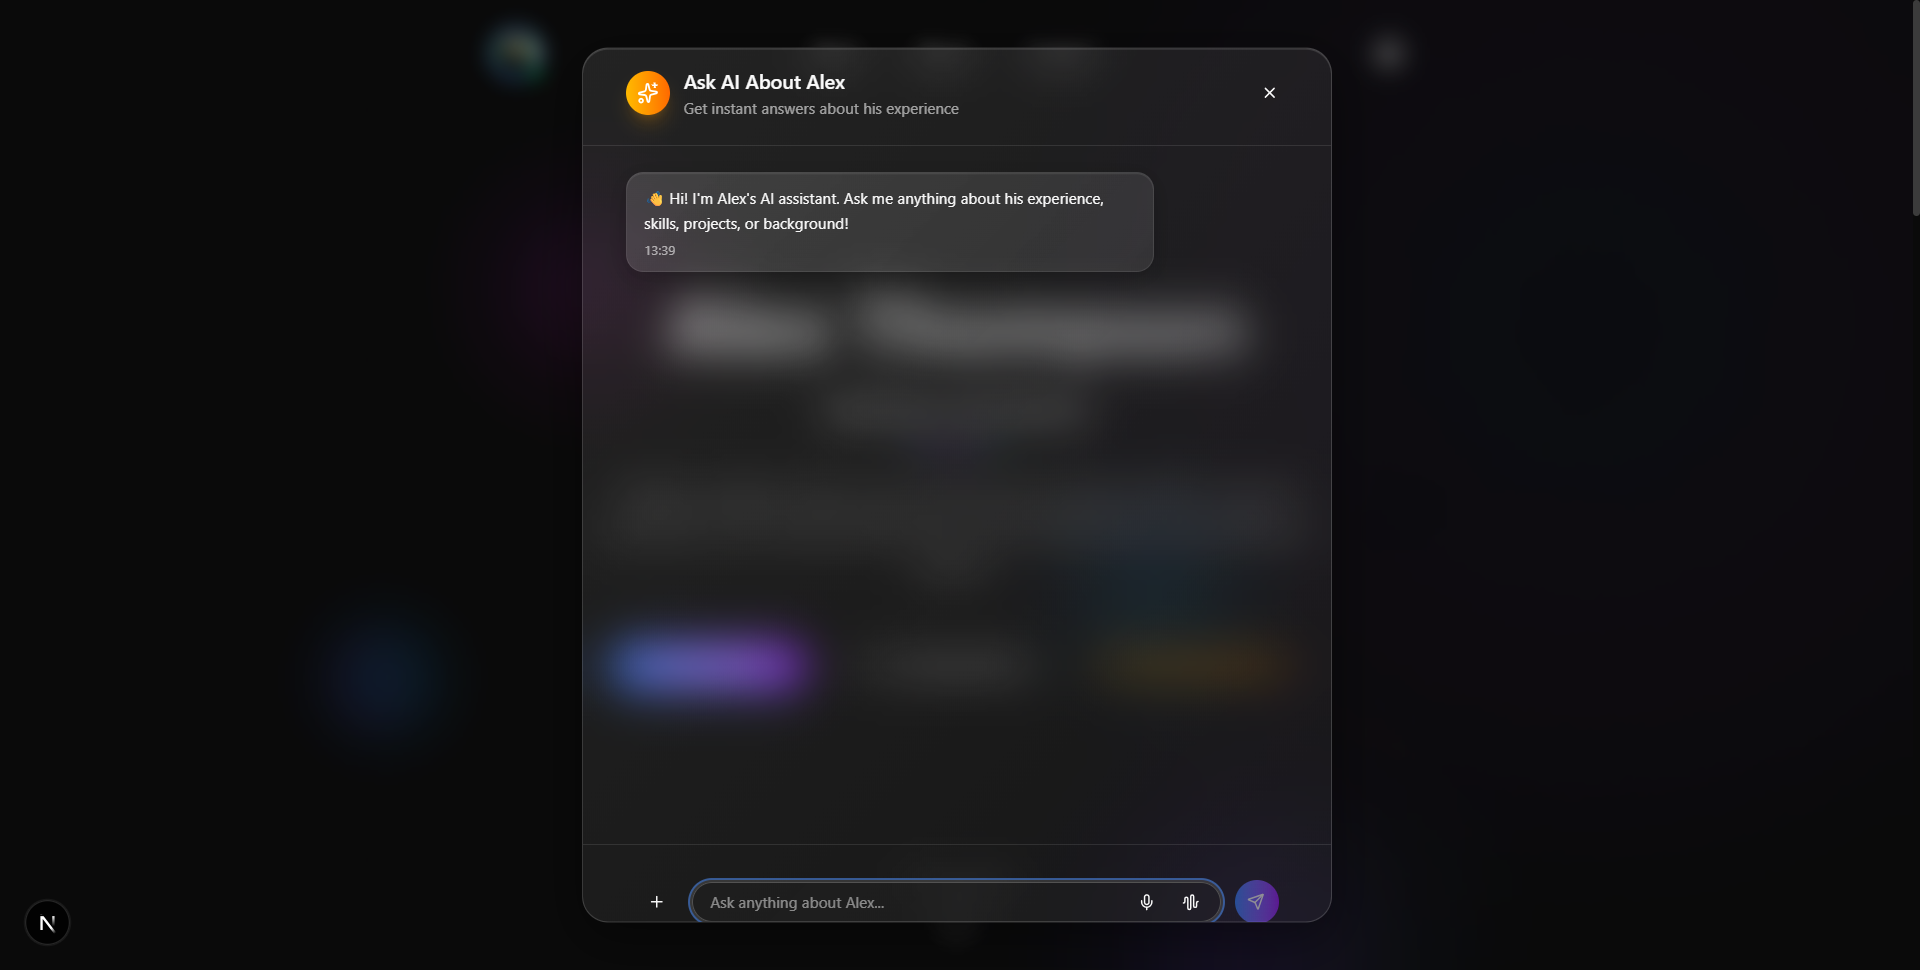 Ask AI About Alex
Get instant answers about his experience
👋 Hi! I'm Alex's AI assistant. Ask me anything about his experience,
skills, projects, or background!
13:39
Ask anything about Alex...
N